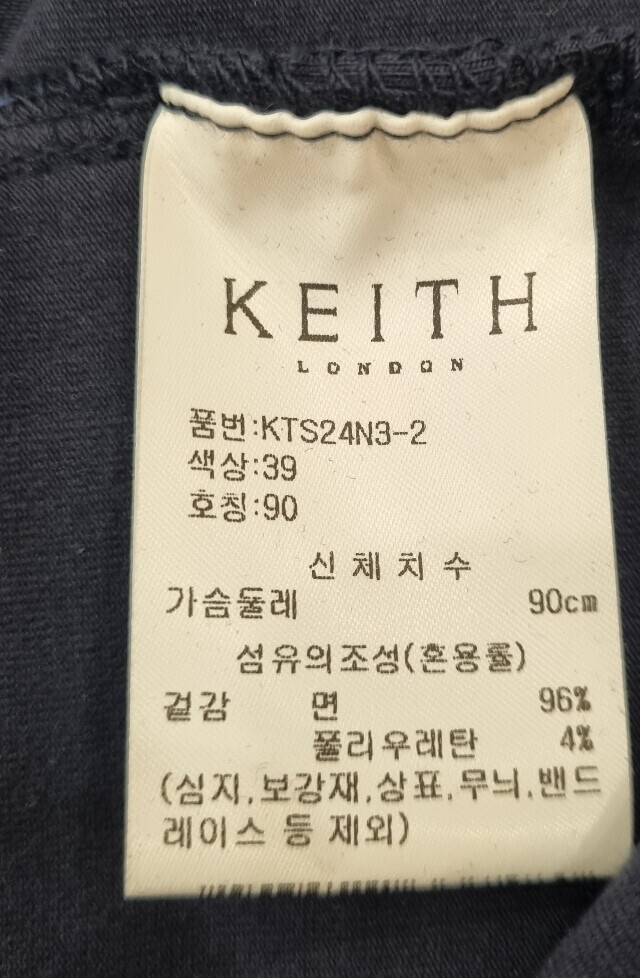 KEITH
LONDON
품번:KTS24N3-2
색상:39
호칭:90
신체치수
가슴둘레 90cm
섬유의조성(혼용률)
겉감 면 96%
폴리우레탄 4%
(심지,보강재,상표,무늬,밴드
레이스 등 제외)